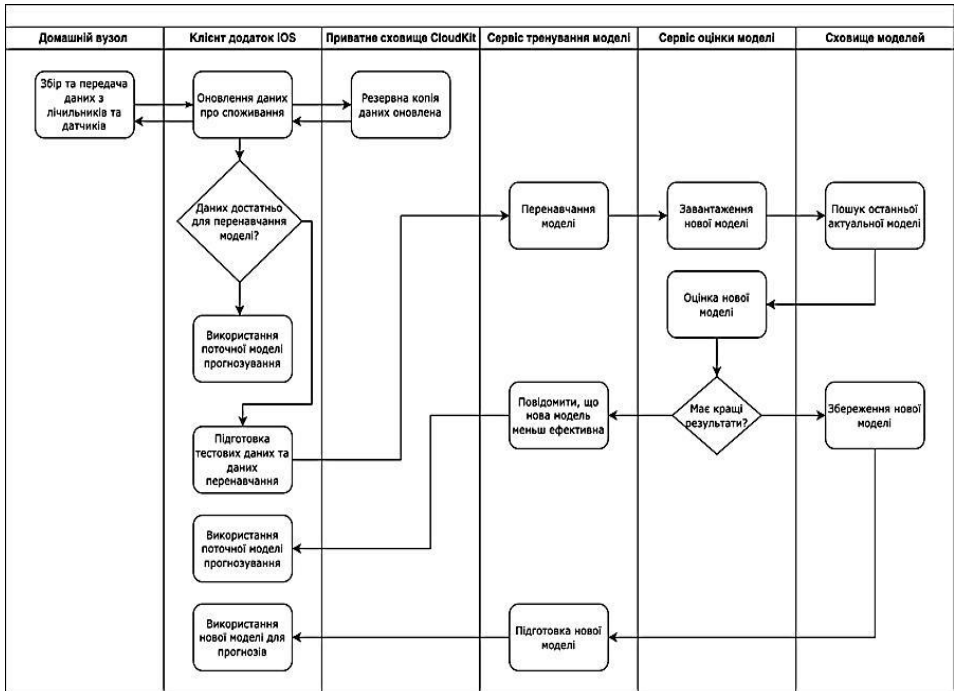 Домашній вузол
Клієнт додаток IOS
Приватне сховище CloudKit
Сервіс тренування моделі
Сервіс оцінки моделі
Сховище моделей
Збір та передача
даних з
лічильників та
датчиків
Оновлення даних
про споживання
Резервна копія
даних оновлена
Даних достатньо
для перенавчання
моделі?
Перенавчання
моделі
Завантаження
нової моделі
Пошук останньої
актуальної моделі
Оцінка нової
моделі
Використання
поточної моделі
прогнозування
Повідомити, що
нова модель
меньш ефективна
Має кращі
результати?
Збереження нової
моделі
Підготовка
тестових даних та
даних
перенавчання
Використання
поточної моделі
прогнозування
Використання
нової моделі для
прогнозів
Підготовка нової
моделі